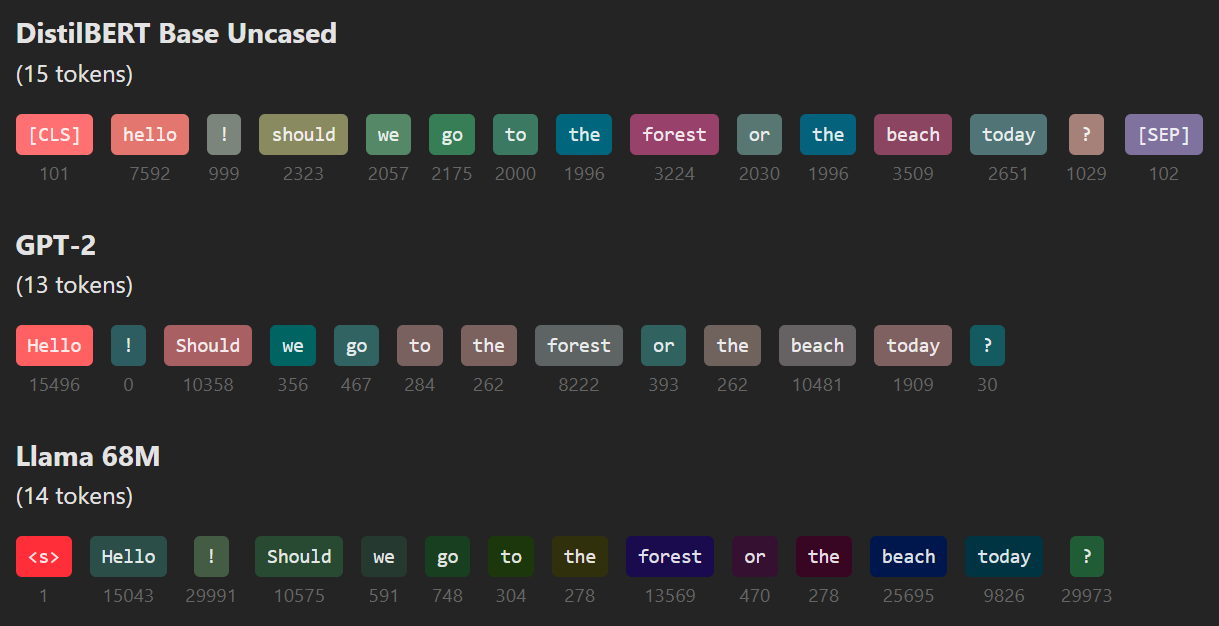 DistilBERT Base Uncased
(15 tokens)
[CLS] hello ! should we go to the forest or the beach today ? [SEP]
101 7592 999 2323 2057 2175 2000 1996 3224 2030 1996 3509 2651 1029 102
GPT-2
(13 tokens)
Hello ! Should we go to the forest or the beach today ?
15496 0 10358 356 467 284 262 8222 393 262 10481 1909 30
Llama 68M
(14 tokens)
<s> Hello ! Should we go to the forest or the beach today ?
1 15043 29991 10575 591 748 304 278 13569 470 278 25695 9826 29973